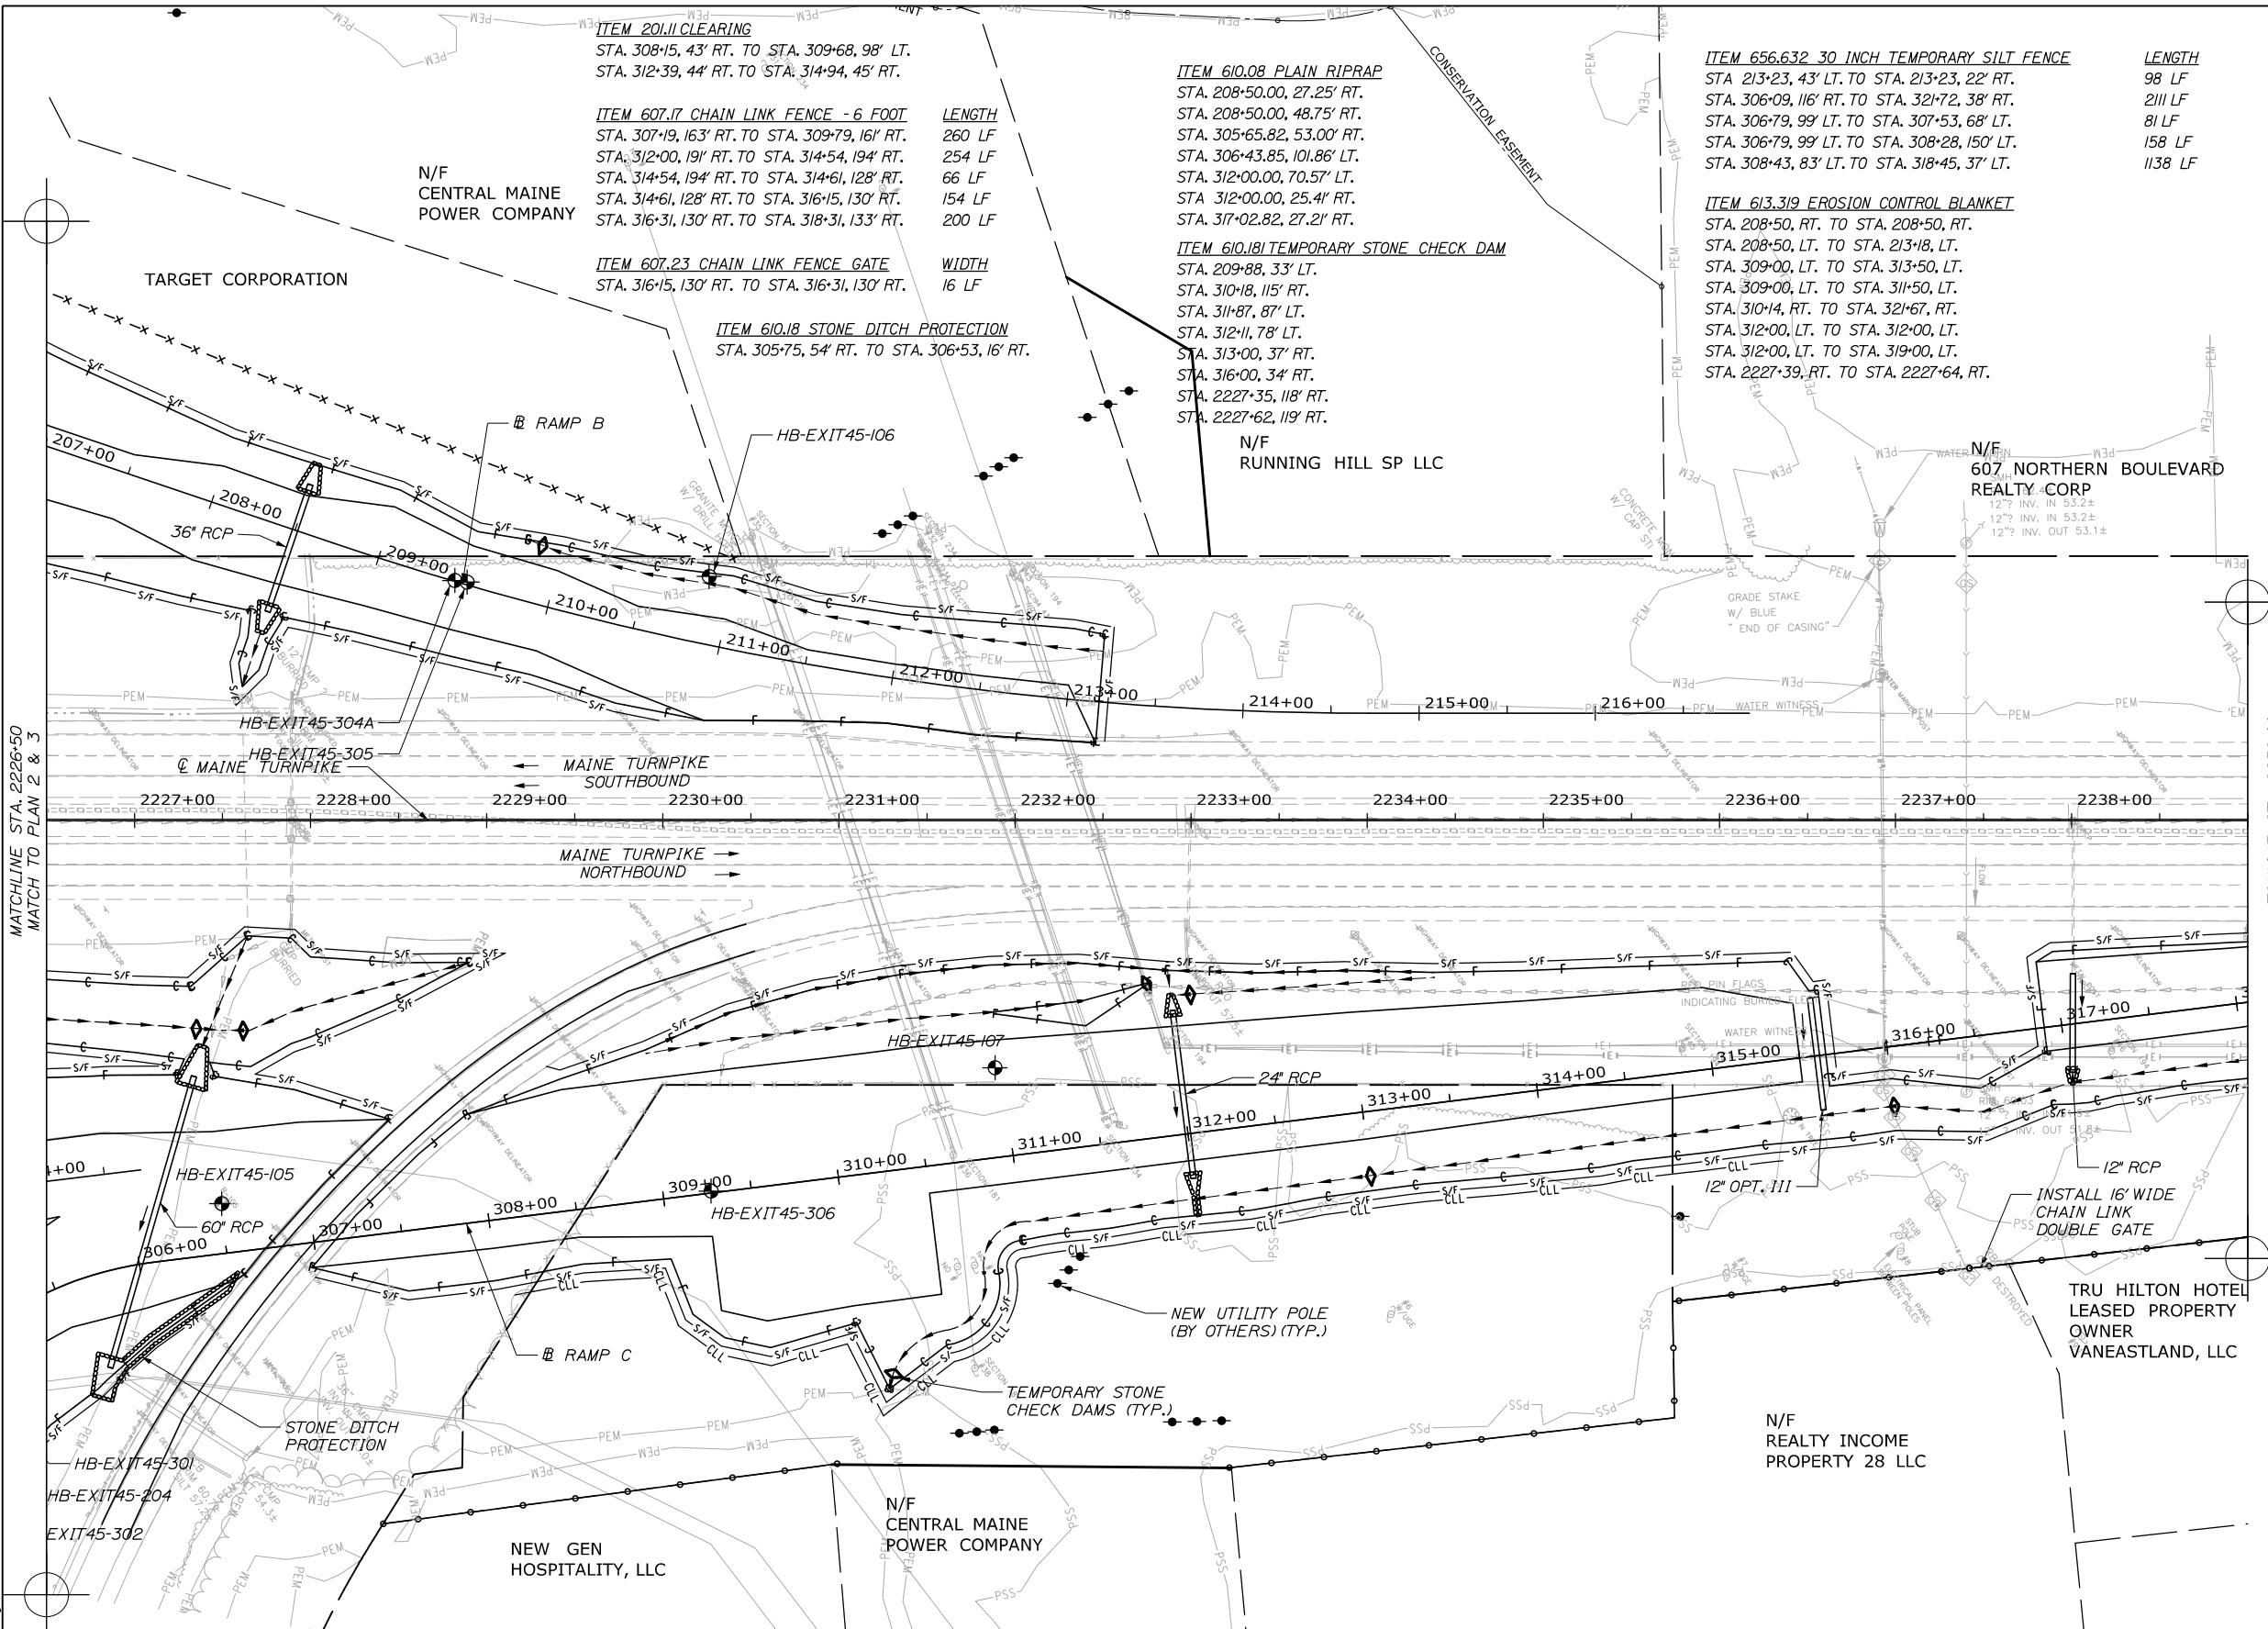 ITEM 201.11 CLEARING
STA. 308+15, 43' RT. TO STA. 309+68, 98' LT.
STA. 312+39, 44' RT. TO STA. 314+94, 45' RT.
ITEM 607.17 CHAIN LINK FENCE - 6 FOOT LENGTH
STA. 307+19, 163' RT. TO STA. 309+79, 161' RT. 260 LF
STA. 312+00, 191' RT. TO STA. 314+54, 194' RT. 254 LF
STA. 314+54, 194' RT. TO STA. 314+61, 128' RT. 66 LF
STA. 314+61, 128' RT. TO STA. 316+15, 130' RT. 154 LF
STA. 316+31, 130' RT. TO STA. 318+31, 133' RT. 200 LF
ITEM 607.23 CHAIN LINK FENCE GATE WIDTH
STA. 316+15, 130' RT. TO STA. 316+31, 130' RT. 16 LF
ITEM 610.18 STONE DITCH PROTECTION
STA. 305+75, 54' RT. TO STA. 306+53, 16' RT.
ITEM 610.08 PLAIN RIPRAP
STA. 208+50.00, 27.25' RT.
STA. 208+50.00, 48.75' RT.
STA. 305+65.82, 53.00' RT.
STA. 306+43.85, 101.86' LT.
STA. 312+00.00, 70.57' LT.
STA 312+00.00, 25.41' RT.
STA. 317+02.82, 27.21' RT.
ITEM 610.181 TEMPORARY STONE CHECK DAM
STA. 209+88, 33' LT.
STA. 310+18, 115' RT.
STA. 311+87, 87' LT.
STA. 312+11, 78' LT.
STA. 313+00, 37' RT.
STA. 316+00, 34' RT.
STA. 2227+35, 118' RT.
STA. 2227+62, 119' RT.
ITEM 656.632 30 INCH TEMPORARY SILT FENCE LENGTH
STA 213+23, 43' LT. TO STA. 213+23, 22' RT. 98 LF
STA. 306+09, 116' RT. TO STA. 321+72, 38' RT. 2111 LF
STA. 306+79, 99' LT. TO STA. 307+53, 68' LT. 81 LF
STA. 306+79, 99' LT. TO STA. 308+28, 150' LT. 158 LF
STA. 308+43, 83' LT. TO STA. 318+45, 37' LT. 1138 LF
ITEM 613.319 EROSION CONTROL BLANKET
STA. 208+50, RT. TO STA. 208+50, RT.
STA. 208+50, LT. TO STA. 213+18, LT.
STA. 309+00, LT. TO STA. 313+50, LT.
STA. 309+00, LT. TO STA. 311+50, LT.
STA. 310+14, RT. TO STA. 321+67, RT.
STA. 312+00, LT. TO STA. 312+00, LT.
STA. 312+00, LT. TO STA. 319+00, LT.
STA. 2227+39, RT. TO STA. 2227+64, RT.
CONSERVATION EASEMENT
N/F
CENTRAL MAINE
POWER COMPANY
TARGET CORPORATION
N/F
RUNNING HILL SP LLC
N/F
607 NORTHERN BOULEVARD
REALTY CORP
12"? INV. IN 53.2±
12"? INV. IN 53.2±
12"? INV. OUT 53.1±
GRADE STAKE
W/ BLUE
" END OF CASING"
WATER WITNESS
℄ RAMP B
HB-EXIT45-106
36" RCP
207+00
208+00
209+00
210+00
211+00
212+00
213+00
214+00
215+00
216+00
HB-EXIT45-304A
HB-EXIT45-305
℄ MAINE TURNPIKE
MAINE TURNPIKE
SOUTHBOUND
2227+00 2228+00 2229+00 2230+00 2231+00 2232+00 2233+00 2234+00 2235+00 2236+00 2237+00 2238+00
MAINE TURNPIKE
NORTHBOUND
MATCHLINE STA. 2226+50
MATCH TO PLAN 2 & 3
FLOW
RED PIN FLAGS
INDICATING BURIED ELEC
WATER WITNESS
HB-EXIT45-107
24" RCP
306+00
307+00
308+00
309+00
310+00
311+00
312+00
313+00
314+00
315+00
316+00
317+00
HB-EXIT45-105
60" RCP
HB-EXIT45-306
12" OPT. III
12" RCP
INSTALL 16' WIDE
CHAIN LINK
DOUBLE GATE
NEW UTILITY POLE
(BY OTHERS) (TYP.)
℄ RAMP C
TEMPORARY STONE
CHECK DAMS (TYP.)
STONE DITCH
PROTECTION
HB-EXIT45-301
HB-EXIT45-204
EXIT45-302
TRU HILTON HOTEL
LEASED PROPERTY
OWNER
VANEASTLAND, LLC
N/F
REALTY INCOME
PROPERTY 28 LLC
N/F
CENTRAL MAINE
POWER COMPANY
NEW GEN
HOSPITALITY, LLC